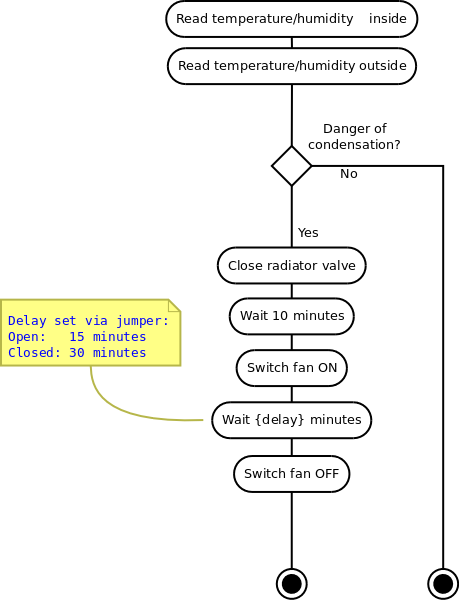 Read temperature/humidity    inside
Read temperature/humidity outside
Danger of
condensation?
No
Yes
Close radiator valve
Wait 10 minutes
Delay set via jumper:
Open:   15 minutes
Closed: 30 minutes
Switch fan ON
Wait {delay} minutes
Switch fan OFF